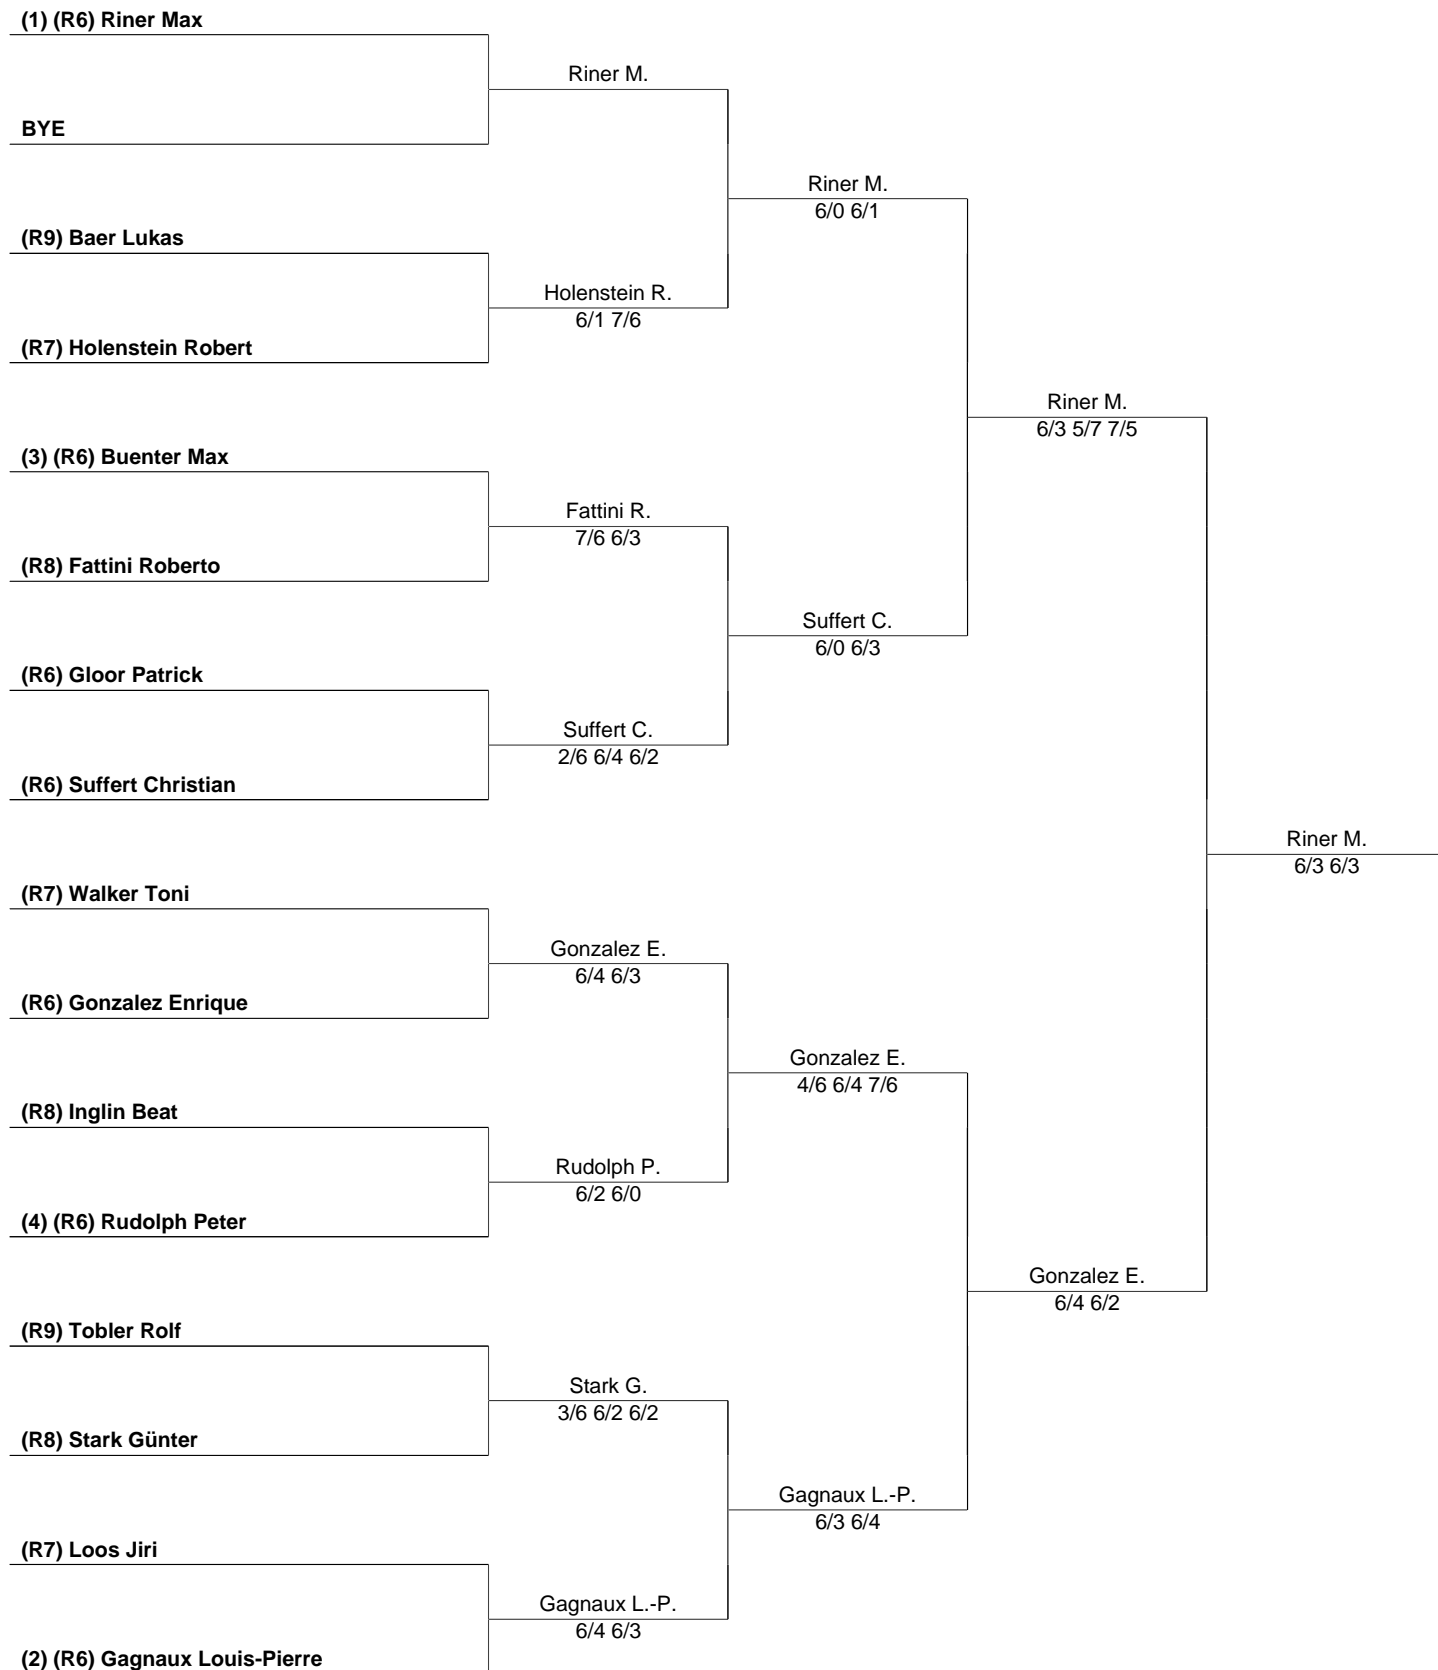 (1) (R6) Riner Max
Riner M.
BYE
Riner M.
6/0 6/1
(R9) Baer Lukas
Holenstein R.
6/1 7/6
(R7) Holenstein Robert
Riner M.
6/3 5/7 7/5
(3) (R6) Buenter Max
Fattini R.
7/6 6/3
(R8) Fattini Roberto
Suffert C.
6/0 6/3
(R6) Gloor Patrick
Suffert C.
2/6 6/4 6/2
(R6) Suffert Christian
Riner M.
6/3 6/3
(R7) Walker Toni
Gonzalez E.
6/4 6/3
(R6) Gonzalez Enrique
Gonzalez E.
4/6 6/4 7/6
(R8) Inglin Beat
Rudolph P.
6/2 6/0
(4) (R6) Rudolph Peter
Gonzalez E.
6/4 6/2
(R9) Tobler Rolf
Stark G.
3/6 6/2 6/2
(R8) Stark Günter
Gagnaux L.-P.
6/3 6/4
(R7) Loos Jiri
Gagnaux L.-P.
6/4 6/3
(2) (R6) Gagnaux Louis-Pierre